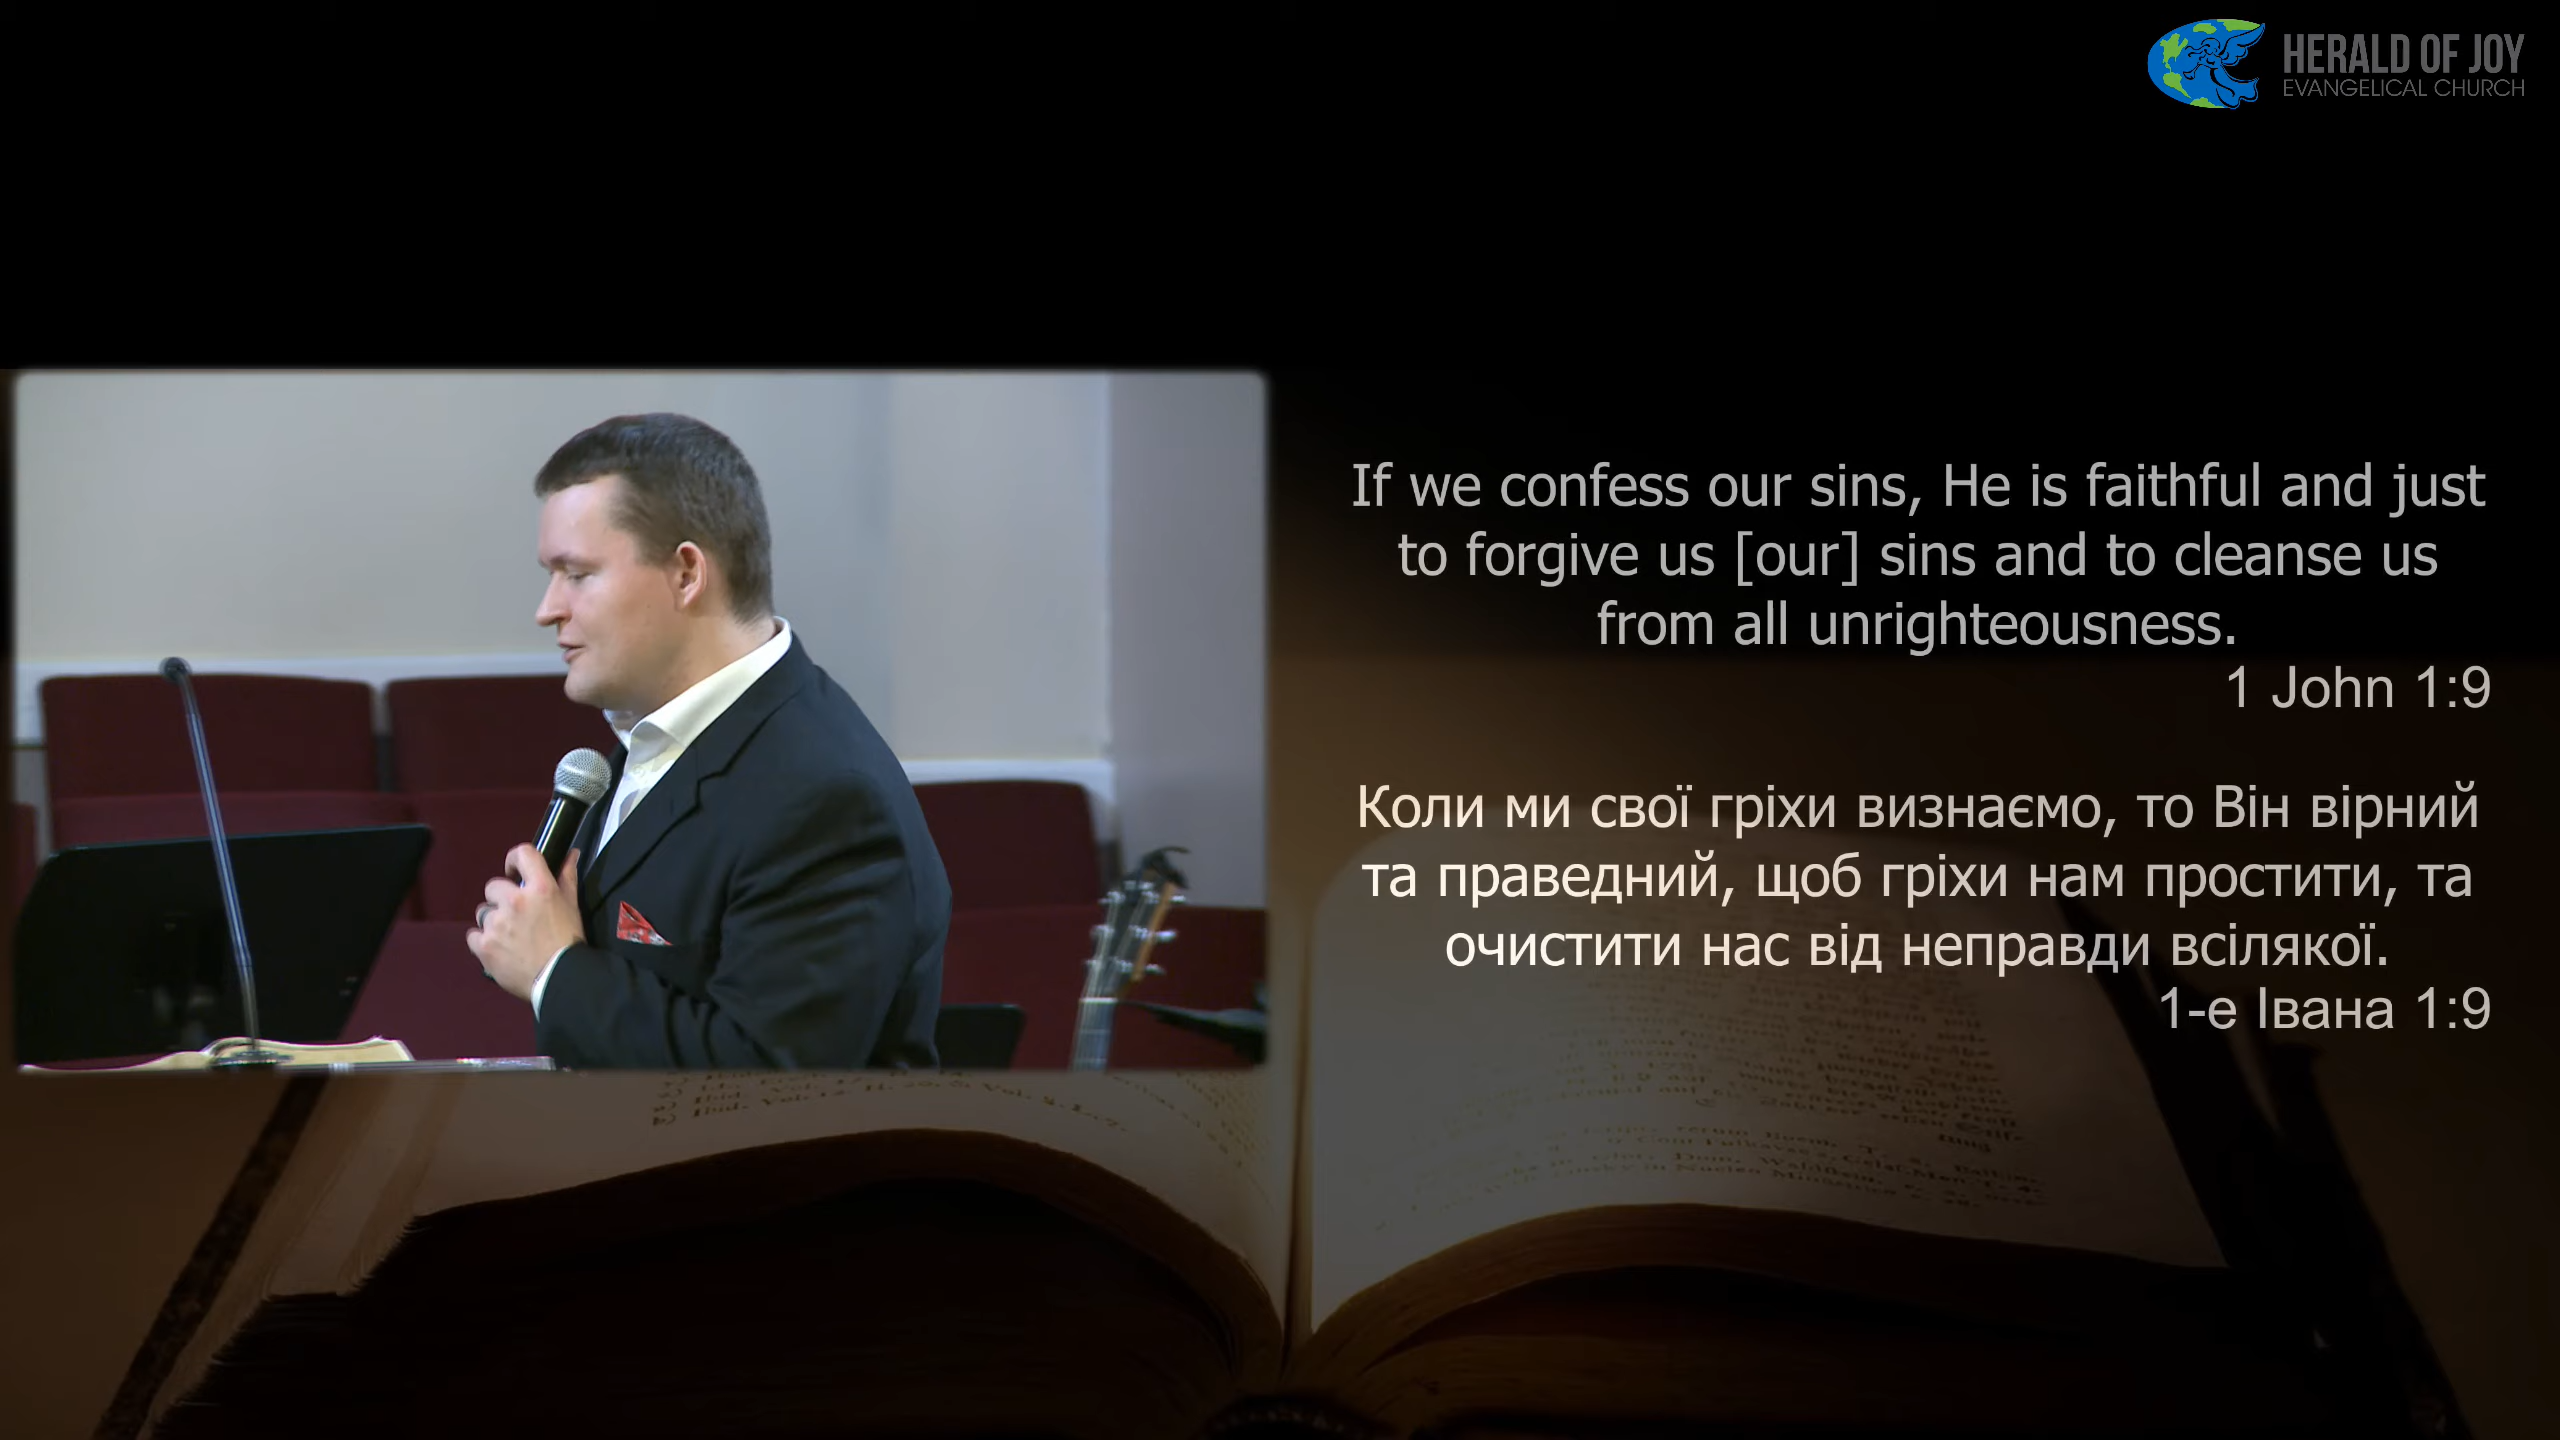 HERALD OF JOY
EVANGELICAL CHURCH
If we confess our sins, He is faithful and just
to forgive us [our] sins and to cleanse us
from all unrighteousness.
1 John 1:9
Коли ми свої гріхи визнаємо, то Він вірний
та праведний, щоб гріхи нам простити, та
очистити нас від неправди всілякої.
1-е Івана 1:9